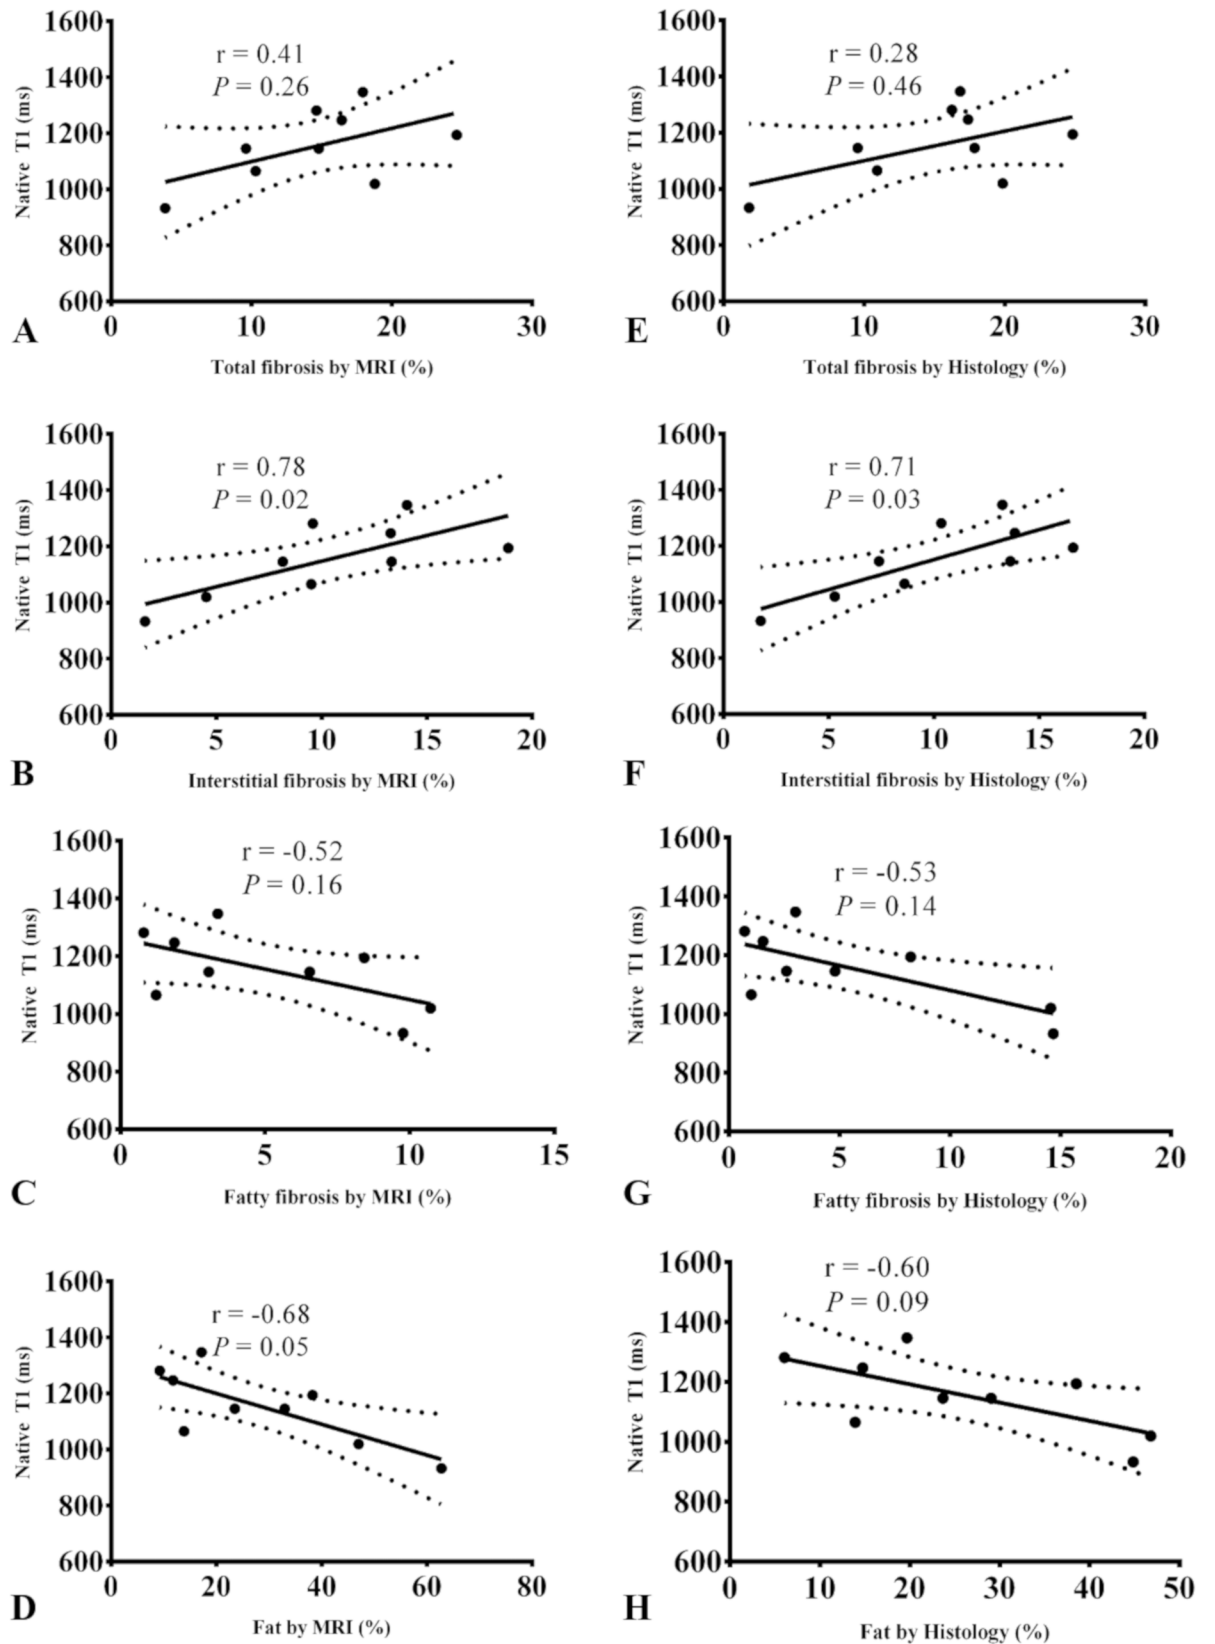 1600
1400
1200
1000
800
600
Native T1 (ms)
r = 0.41
P = 0.26
0 10 20 30
A
Total fibrosis by MRI (%)
1600
1400
1200
1000
800
600
Native T1 (ms)
r = 0.28
P = 0.46
0 10 20 30
E
Total fibrosis by Histology (%)
1600
1400
1200
1000
800
600
Native T1 (ms)
r = 0.78
P = 0.02
0 5 10 15 20
B
Interstitial fibrosis by MRI (%)
1600
1400
1200
1000
800
600
Native T1 (ms)
r = 0.71
P = 0.03
0 5 10 15 20
F
Interstitial fibrosis by Histology (%)
1600
1400
1200
1000
800
600
Native T1 (ms)
r = -0.52
P = 0.16
0 5 10 15
C
Fatty fibrosis by MRI (%)
1600
1400
1200
1000
800
600
Native T1 (ms)
r = -0.53
P = 0.14
0 5 10 15 20
G
Fatty fibrosis by Histology (%)
1600
1400
1200
1000
800
600
Native T1 (ms)
r = -0.68
P = 0.05
0 20 40 60 80
D
Fat by MRI (%)
1600
1400
1200
1000
800
600
Native T1 (ms)
r = -0.60
P = 0.09
0 10 20 30 40 50
H
Fat by Histology (%)